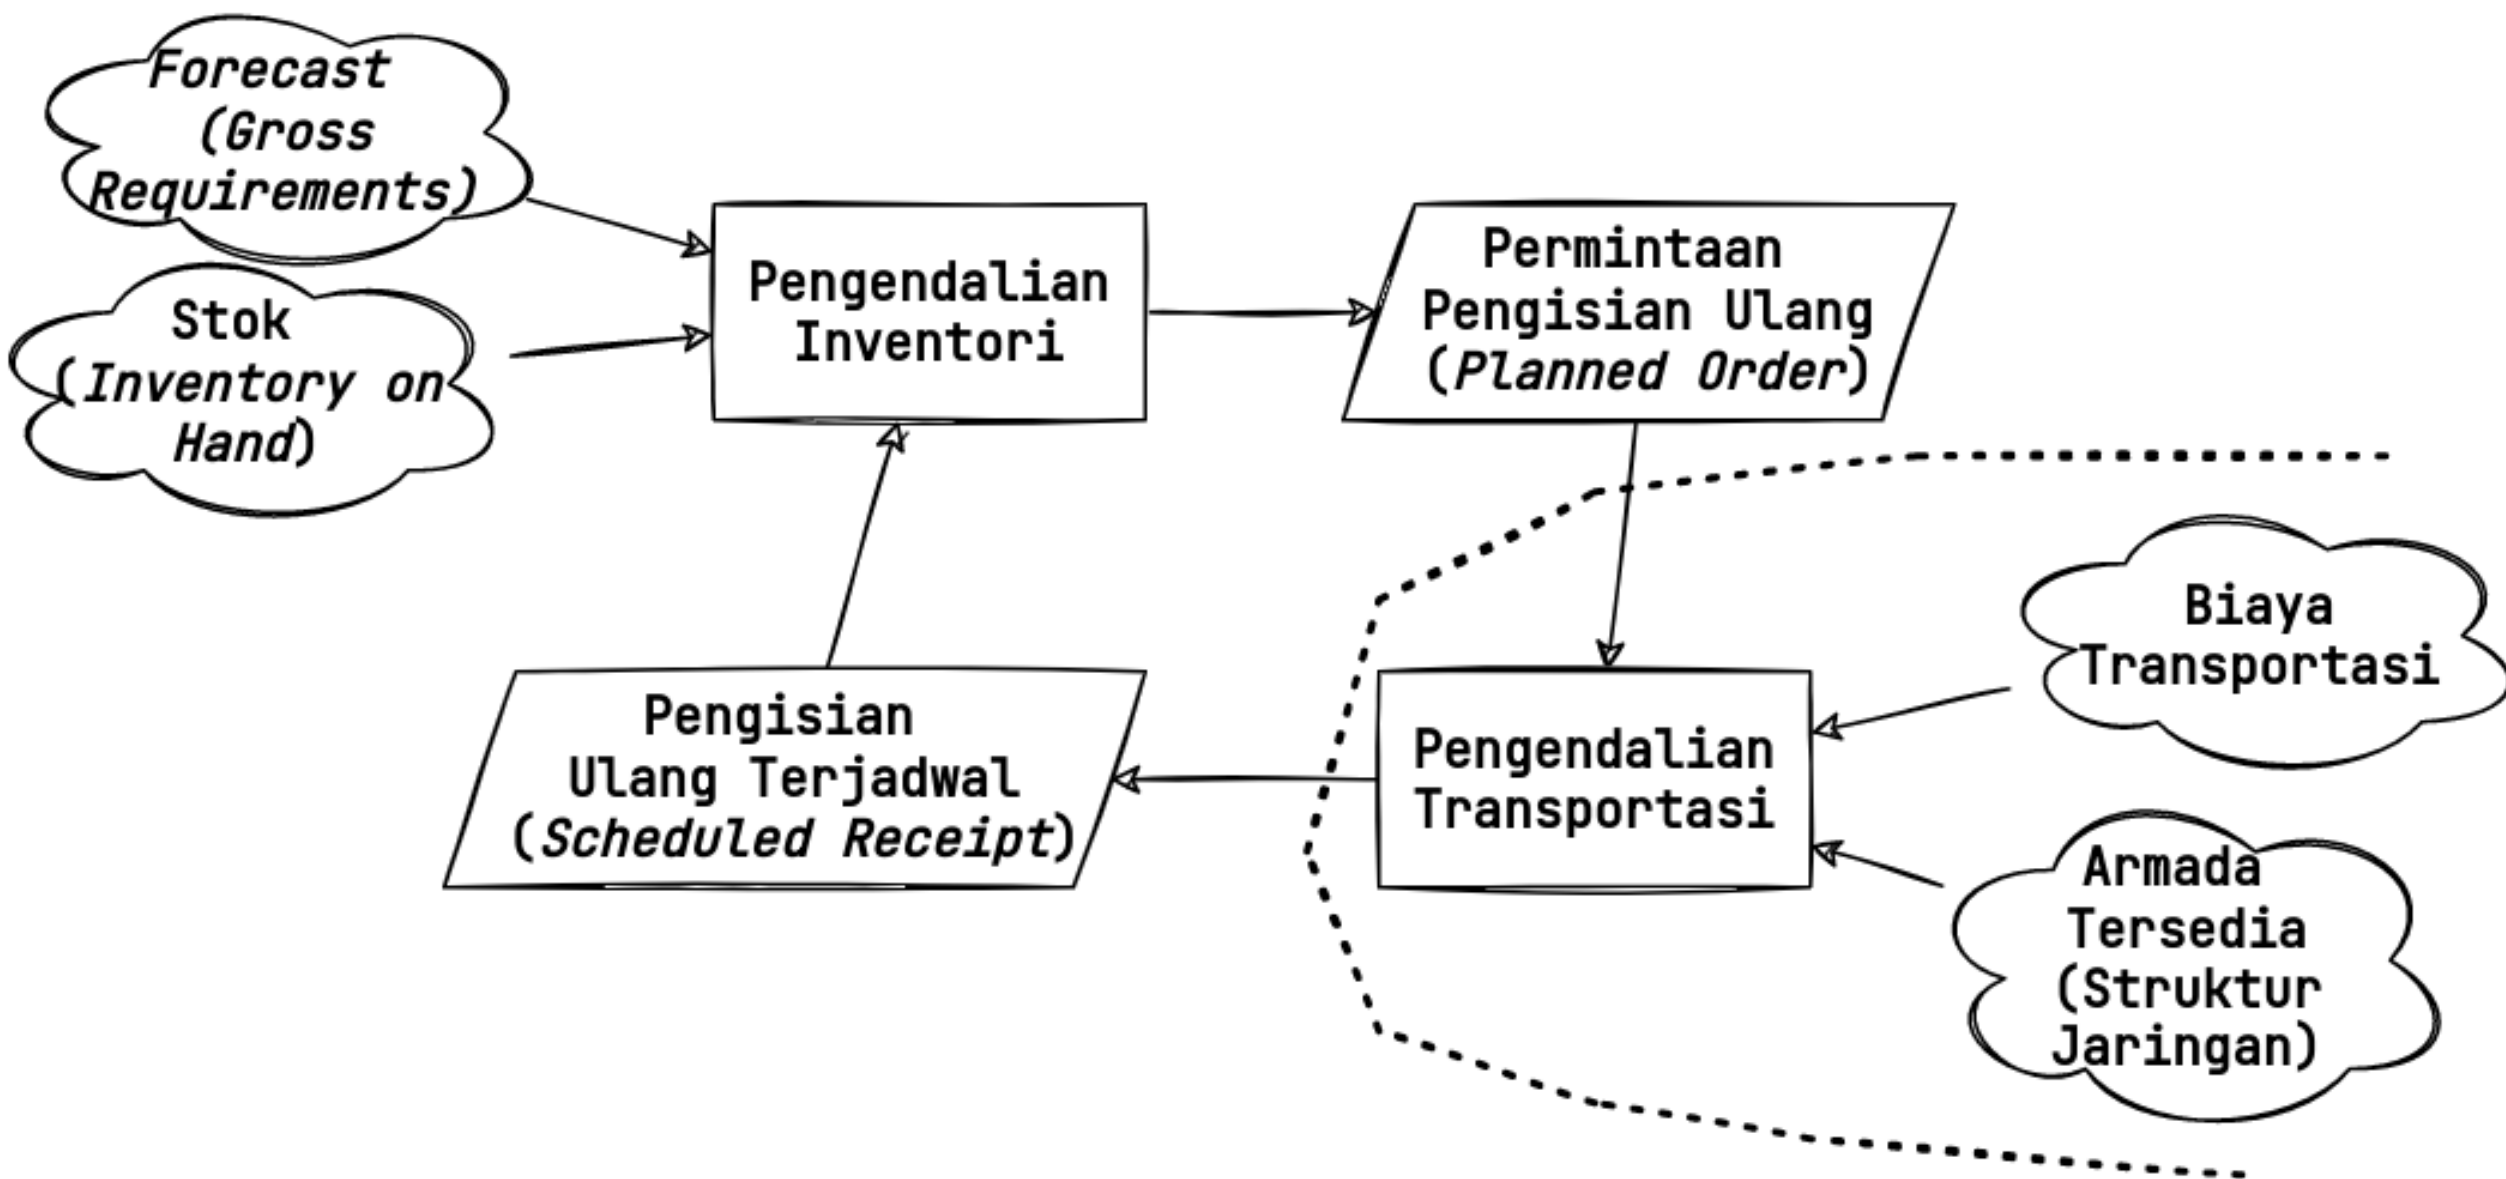 Forecast
(Gross
Requirements)
Stok
(Inventory on
Hand)
Pengendalian
Inventori
Permintaan
Pengisian Ulang
(Planned Order)
Pengisian
Ulang Terjadwal
(Scheduled Receipt)
Pengendalian
Transportasi
Biaya
Transportasi
Armada
Tersedia
(Struktur
Jaringan)